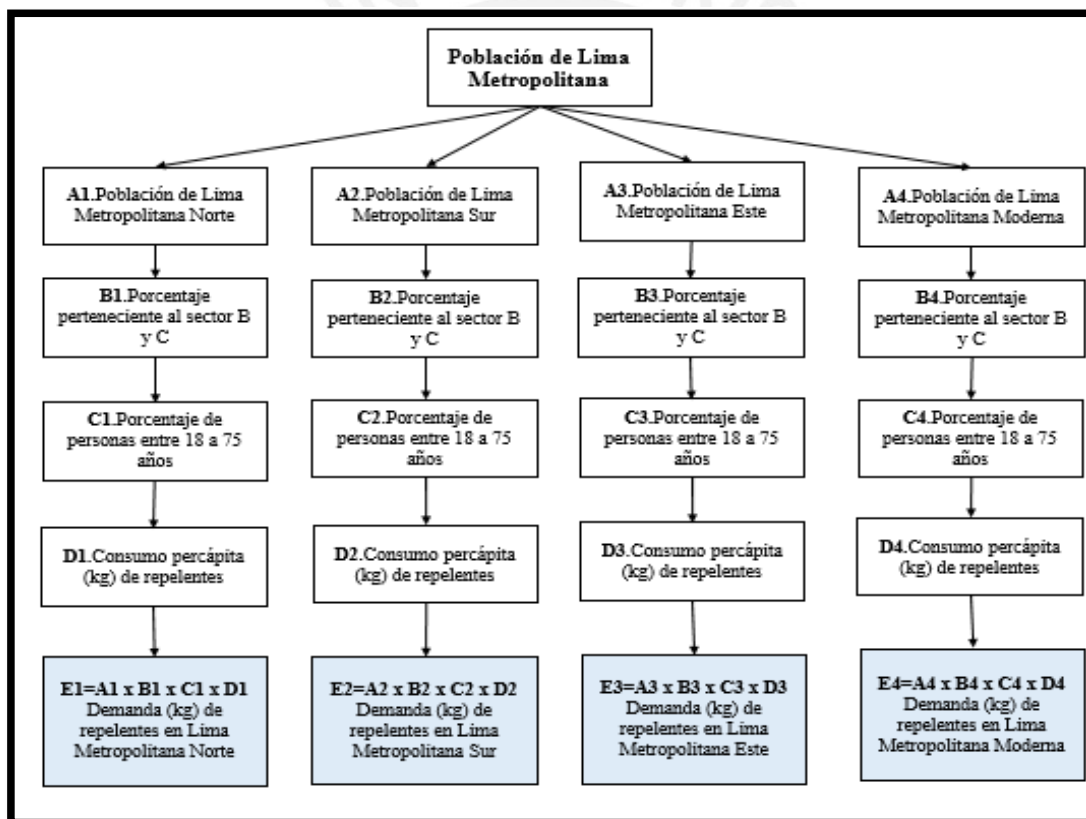 Población de Lima
Metropolitana
A1.Población de Lima
Metropolitana Norte
A2.Población de Lima
Metropolitana Sur
A3.Población de Lima
Metropolitana Este
A4.Población de Lima
Metropolitana Moderna
B1.Porcentaje
perteneciente al sector B
y C
B2.Porcentaje
perteneciente al sector B
y C
B3.Porcentaje
perteneciente al sector B
y C
B4.Porcentaje
perteneciente al sector B
y C
C1.Porcentaje de
personas entre 18 a 75
años
C2.Porcentaje de
personas entre 18 a 75
años
C3.Porcentaje de
personas entre 18 a 75
años
C4.Porcentaje de
personas entre 18 a 75
años
D1.Consumo percápita
(kg) de repelentes
D2.Consumo percápita
(kg) de repelentes
D3.Consumo percápita
(kg) de repelentes
D4.Consumo percápita
(kg) de repelentes
E1=A1 x B1 x C1 x D1
Demanda (kg) de
repelentes en Lima
Metropolitana Norte
E2=A2 x B2 x C2 x D2
Demanda (kg) de
repelentes en Lima
Metropolitana Sur
E3=A3 x B3 x C3 x D3
Demanda (kg) de
repelentes en Lima
Metropolitana Este
E4=A4 x B4 x C4 x D4
Demanda (kg) de
repelentes en Lima
Metropolitana Moderna